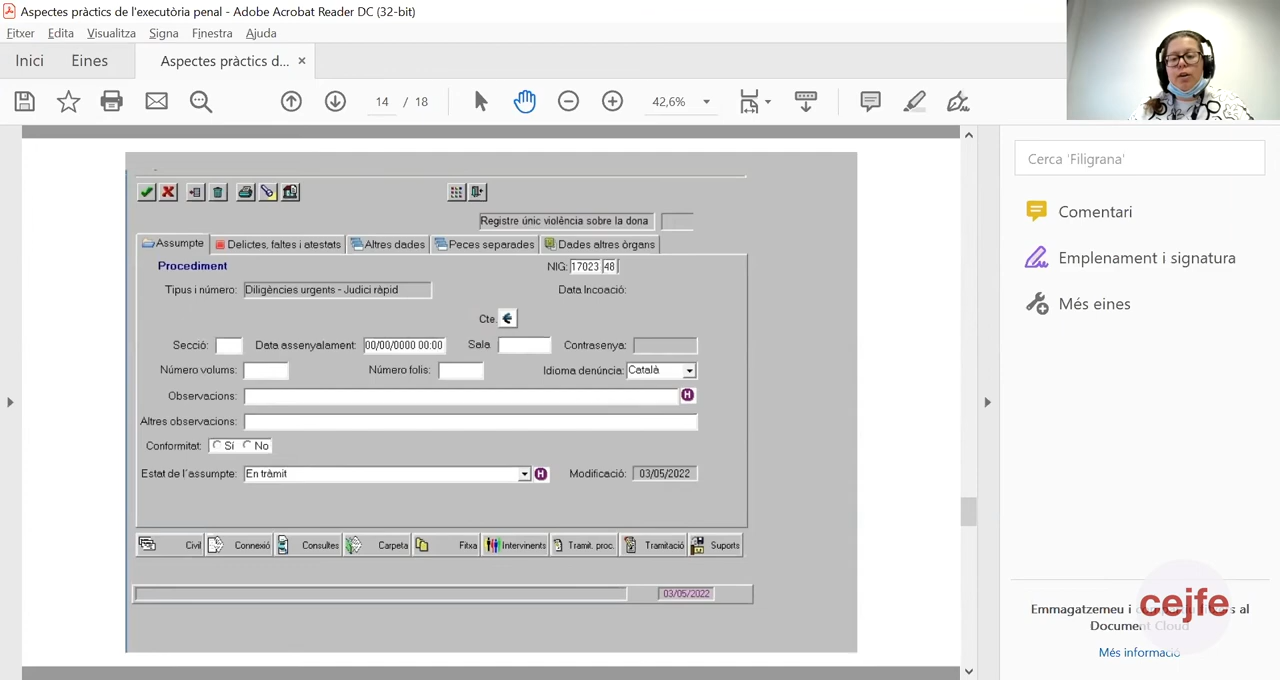 Aspectes pràctics de l'executòria penal - Adobe Acrobat Reader DC (32-bit)
Fitxer Edita Visualitza Signa Finestra Ajuda
Inici Eines Aspectes pràctics d... ×
14 / 18 42,6%
Cerca 'Filigrana'
Comentari
Emplenament i signatura
Més eines
Registre únic violència sobre la dona
Assumpte Delictes, faltes i atestats Altres dades Peces separades Dades altres òrgans
Procediment NIG: 17023 48
Tipus i número: Diligències urgents - Judici ràpid Data Incoació:
Cte.
Secció: Data assenyalament: 00/00/0000 00:00 Sala Contrasenya:
Número volums: Número folis: Idioma denúncia: Català
Observacions: H
Altres observacions:
Conformitat: Sí No
Estat de l'assumpte: En tràmit H Modificació: 03/05/2022
Civil Connexió Consultes Carpeta Fitxa Intervinents Tramit. proc. Tramitació Suports
03/05/2022
cejfe
Emmagatzemeu i al
Document Cloud
Més informació